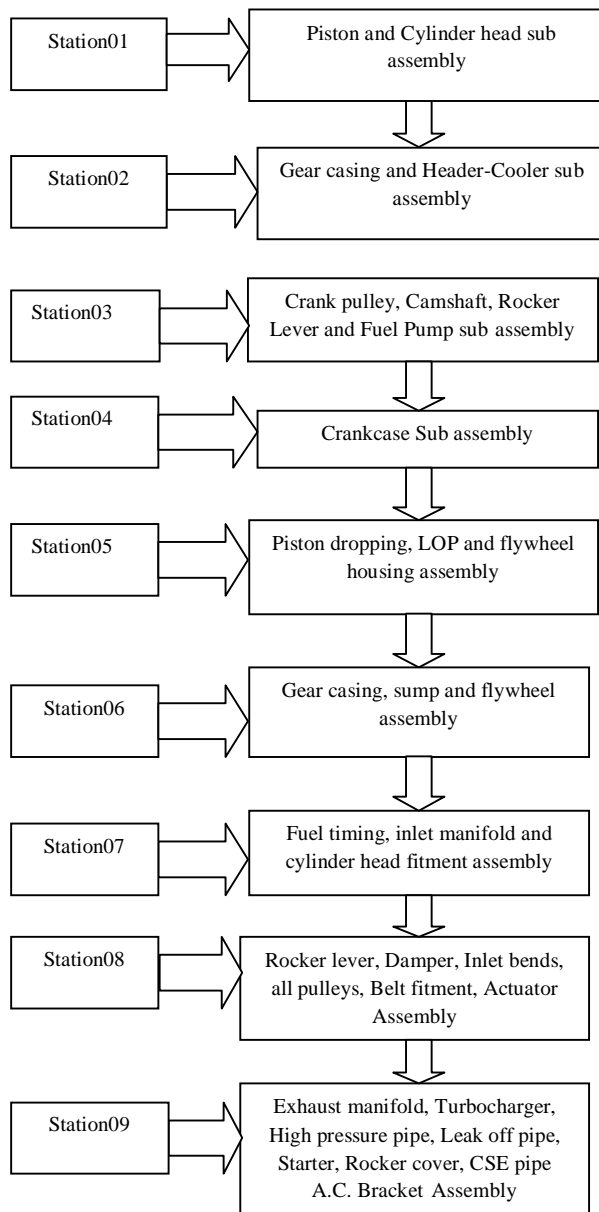 Station01
Piston and Cylinder head sub
assembly
Station02
Gear casing and Header-Cooler sub
assembly
Station03
Crank pulley, Camshaft, Rocker
Lever and Fuel Pump sub assembly
Station04
Crankcase Sub assembly
Station05
Piston dropping, LOP and flywheel
housing assembly
Station06
Gear casing, sump and flywheel
assembly
Station07
Fuel timing, inlet manifold and
cylinder head fitment assembly
Station08
Rocker lever, Damper, Inlet bends,
all pulleys, Belt fitment, Actuator
Assembly
Station09
Exhaust manifold, Turbocharger,
High pressure pipe, Leak off pipe,
Starter, Rocker cover, CSE pipe
A.C. Bracket Assembly